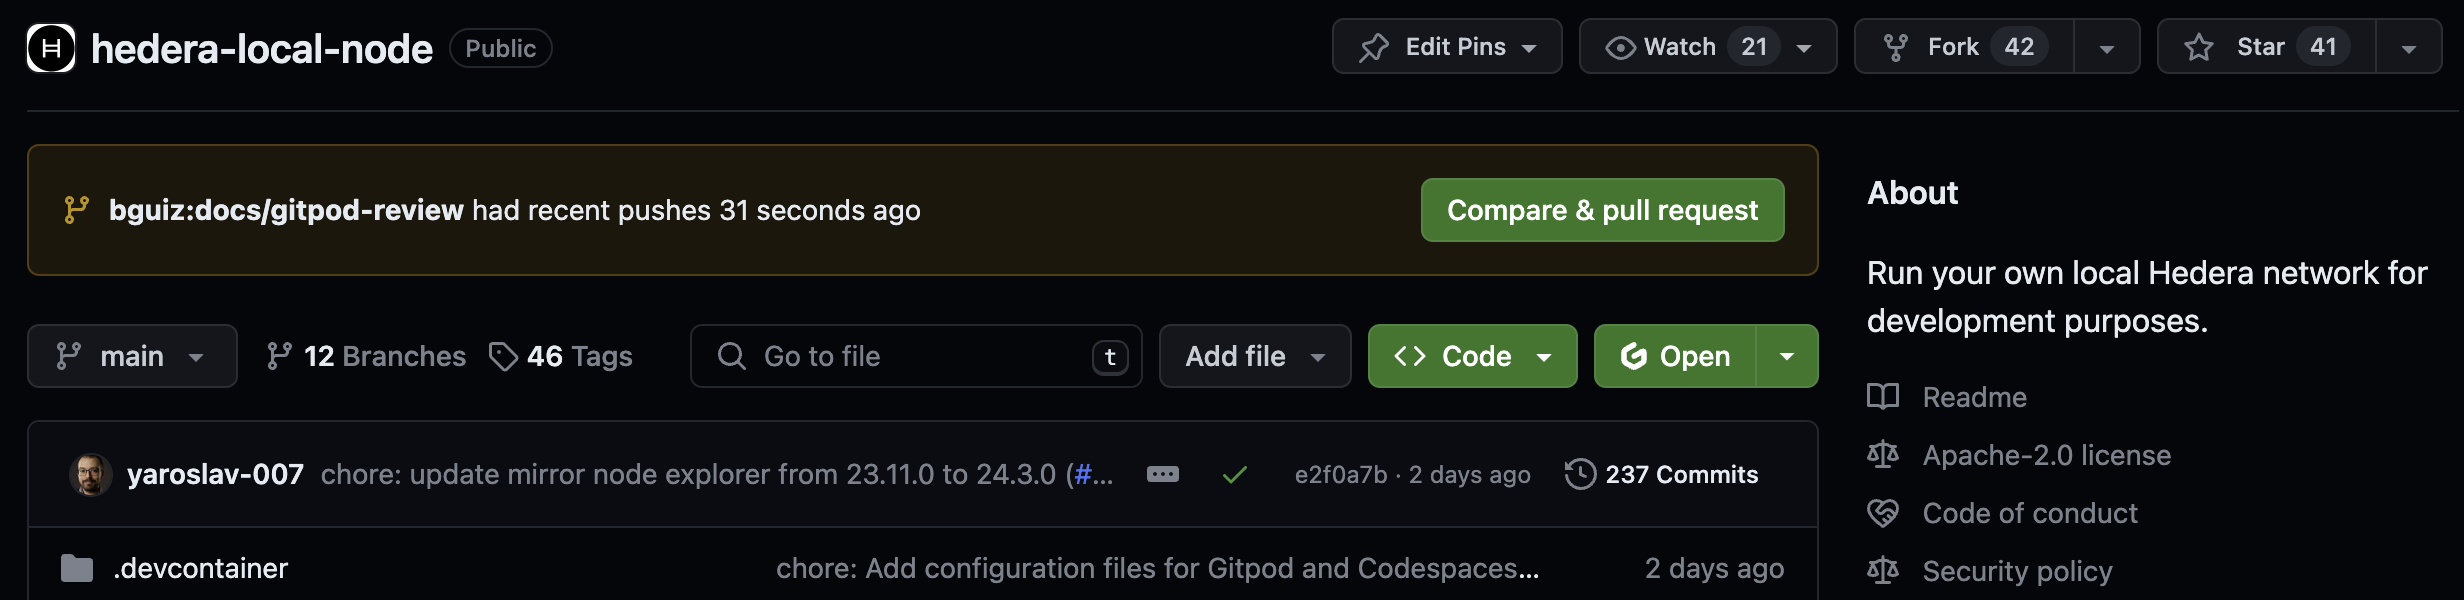 hedera-local-node Public Edit Pins Watch 21 Fork 42 Star 41
bguiz:docs/gitpod-review had recent pushes 31 seconds ago Compare & pull request
main 12 Branches 46 Tags Go to file t Add file Code Open
yaroslav-007 chore: update mirror node explorer from 23.11.0 to 24.3.0 (#... e2f0a7b · 2 days ago 237 Commits
.devcontainer chore: Add configuration files for Gitpod and Codespaces... 2 days ago
About
Run your own local Hedera network for
development purposes.
Readme
Apache-2.0 license
Code of conduct
Security policy